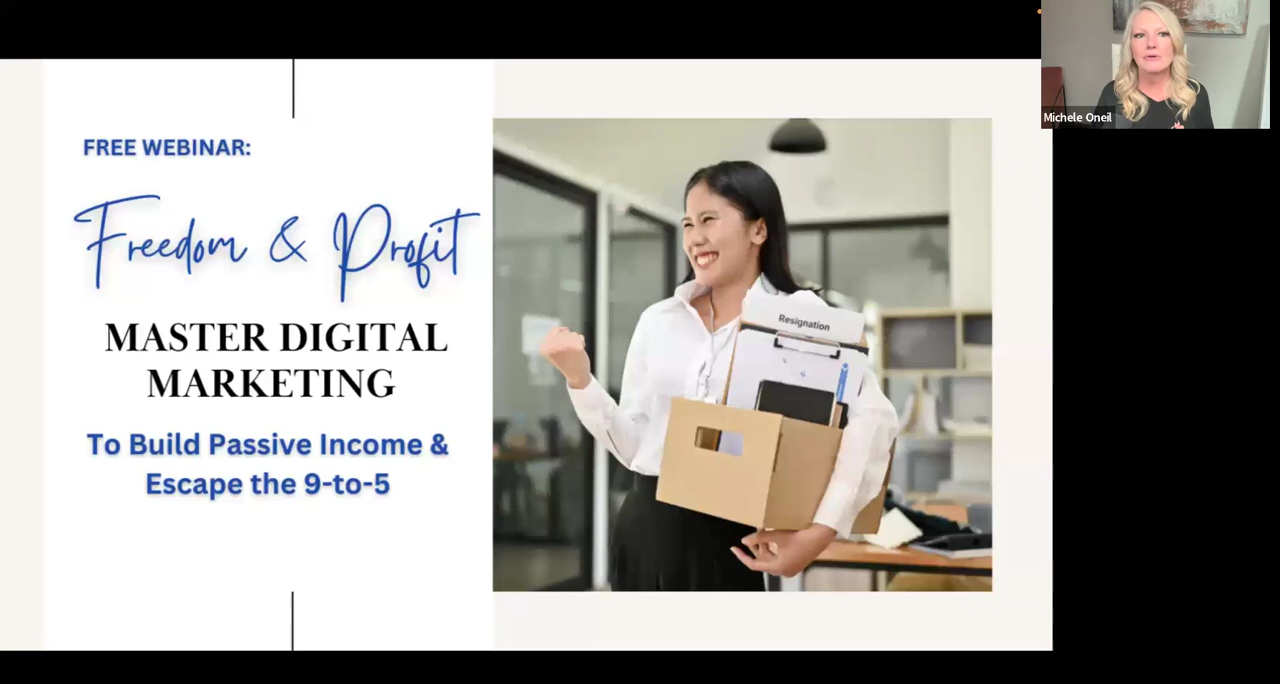 FREE WEBINAR:
Freedom & Profit
MASTER DIGITAL
MARKETING
To Build Passive Income &
Escape the 9-to-5
Resignation
Michele Oneil